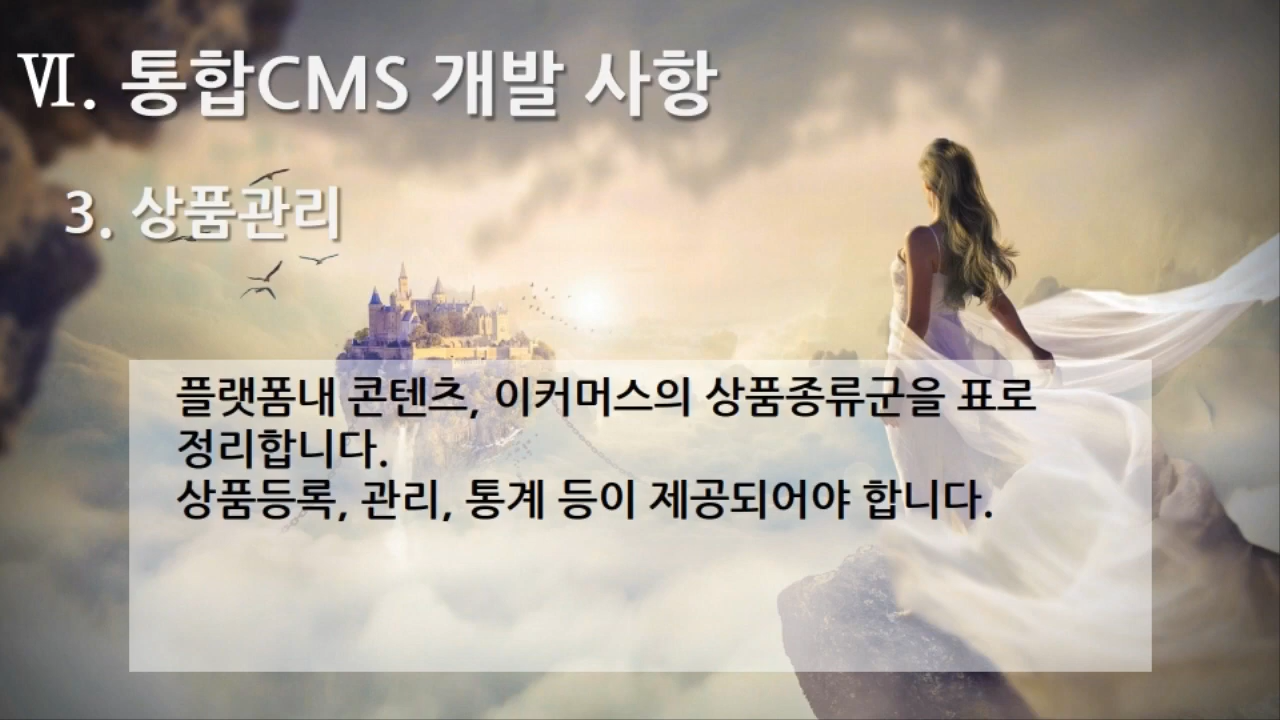 Ⅵ. 통합CMS 개발 사항
3. 상품관리
플랫폼내 콘텐츠, 이커머스의 상품종류군을 표로
정리합니다.
상품등록, 관리, 통계 등이 제공되어야 합니다.